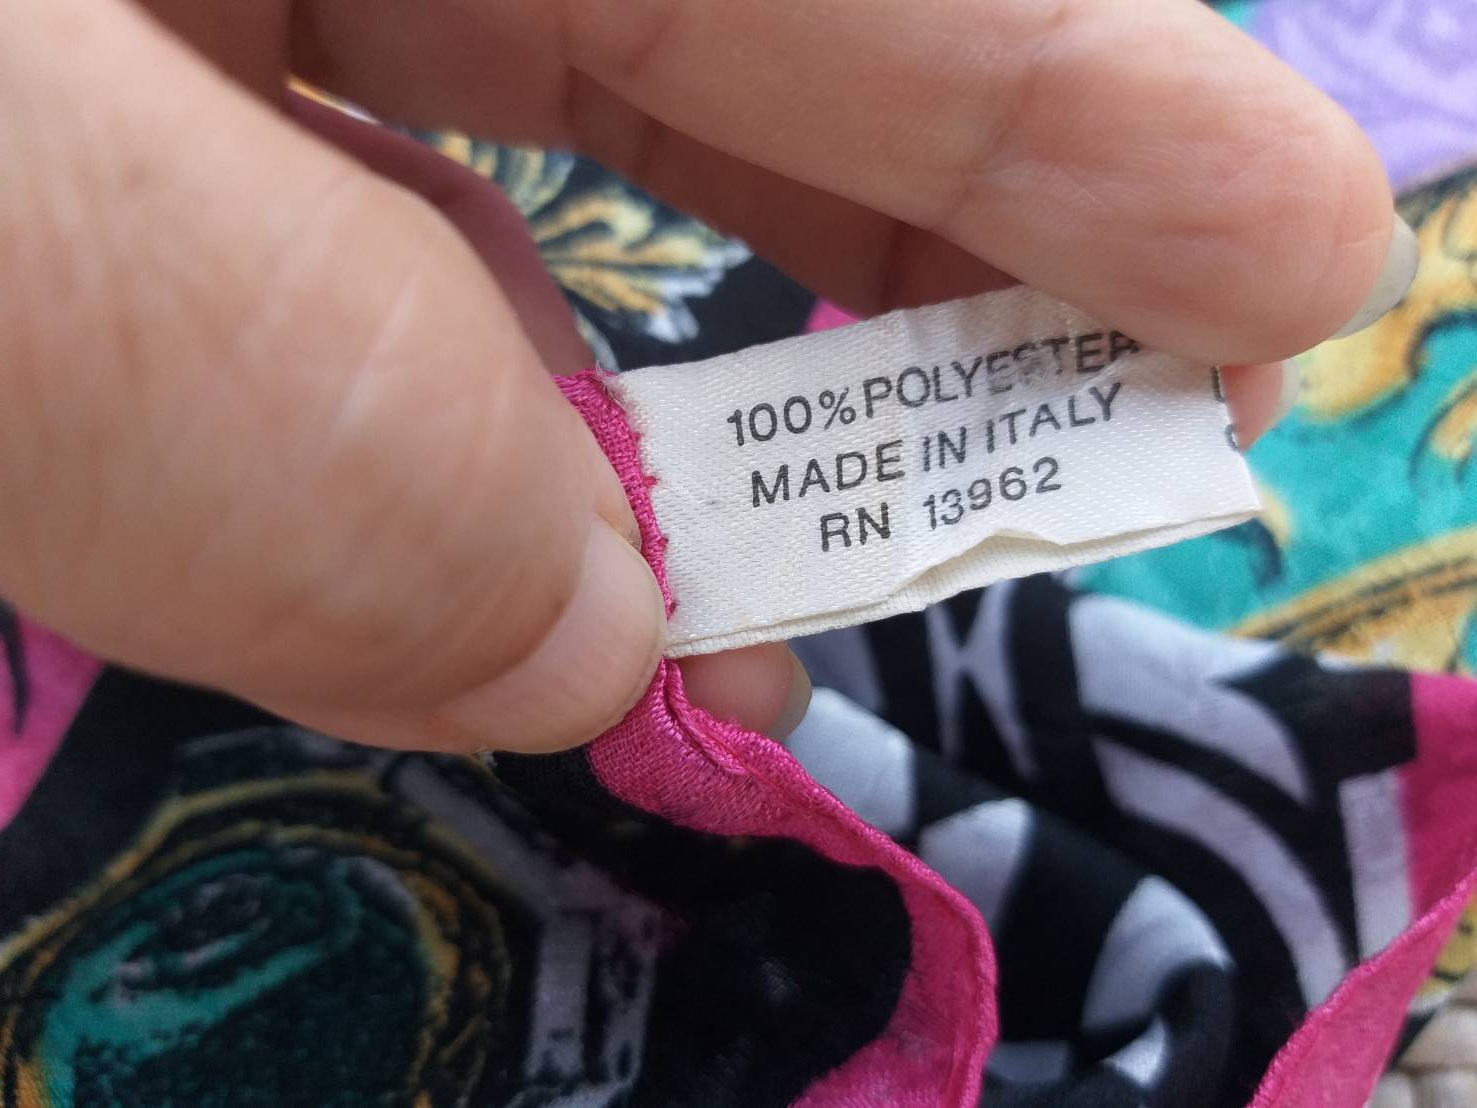 100% POLYESTER
MADE IN ITALY
RN 13962